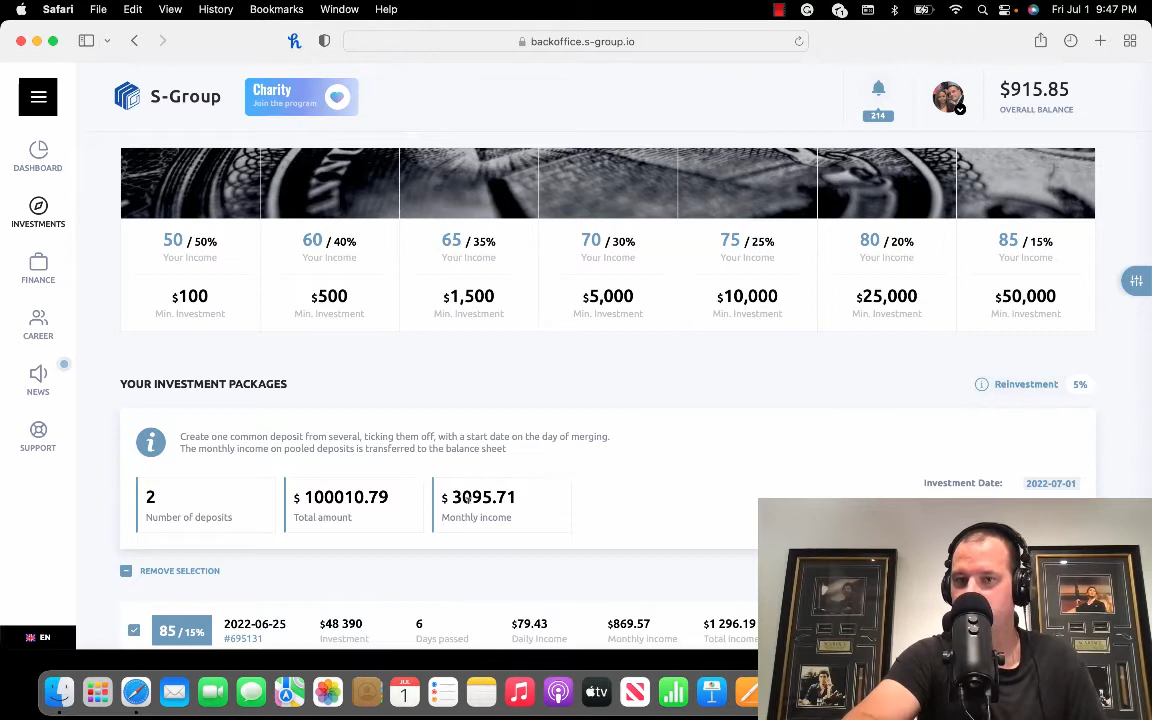 Safari File Edit View History Bookmarks Window Help Fri Jul 1 9:47 PM
backoffice.s-group.io
S-Group
Charity
Join the program
214
$915.85
OVERALL BALANCE
DASHBOARD
INVESTMENTS
FINANCE
CAREER
NEWS
SUPPORT
EN
50 / 50% 60 / 40% 65 / 35% 70 / 30% 75 / 25% 80 / 20% 85 / 15%
Your Income Your Income Your Income Your Income Your Income Your Income Your Income
$100 $500 $1,500 $5,000 $10,000 $25,000 $50,000
Min. Investment Min. Investment Min. Investment Min. Investment Min. Investment Min. Investment Min. Investment
YOUR INVESTMENT PACKAGES
Reinvestment 5%
Create one common deposit from several, ticking them off, with a start date on the day of merging.
The monthly income on pooled deposits is transferred to the balance sheet
2 $ 100010.79 $ 3095.71
Number of deposits Total amount Monthly income
Investment Date: 2022-07-01
REMOVE SELECTION
85 / 15% 2022-06-25 $48 390 6 $79.43 $869.57 $1 296.19
#695131 Investment Days passed Daily Income Monthly income Total Income
JUL
1
tv